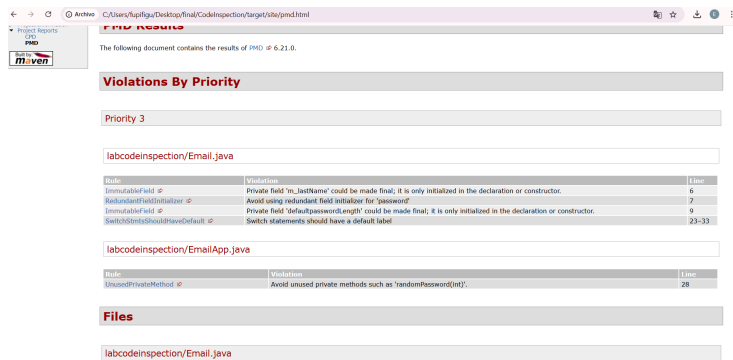 Archivo C:/Users/fupifigu/Desktop/final/CodeInspection/target/site/pmd.html
Project Reports
CPD
PMD
Built by
maven
PMD Results
The following document contains the results of PMD 6.21.0.
Violations By Priority
Priority 3
labcodeinspection/Email.java
Rule Violation Line
ImmutableField Private field 'm_lastName' could be made final; it is only initialized in the declaration or constructor. 6
RedundantFieldInitializer Avoid using redundant field initializer for 'password' 7
ImmutableField Private field 'defaultpasswordLength' could be made final; it is only initialized in the declaration or constructor. 9
SwitchStmtsShouldHaveDefault Switch statements should have a default label 23–33
labcodeinspection/EmailApp.java
Rule Violation Line
UnusedPrivateMethod Avoid unused private methods such as 'randomPassword(int)'. 28
Files
labcodeinspection/Email.java